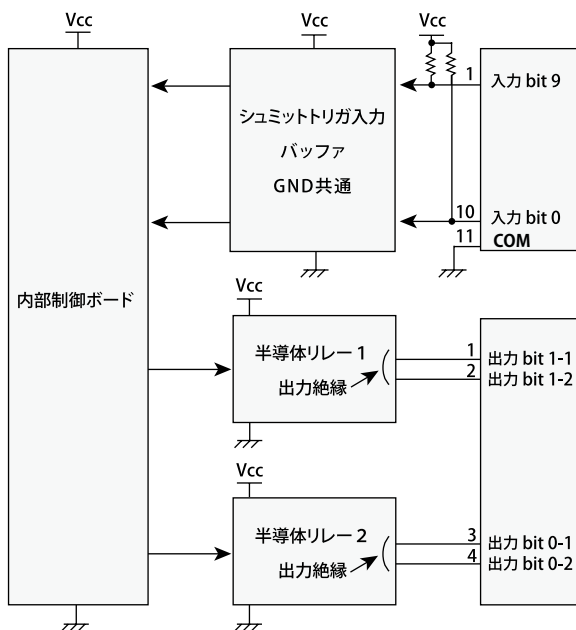 Vcc
Vcc
Vcc
1
入力 bit 9
シュミットトリガ入力
バッファ
GND共通
10
入力 bit 0
11
COM
内部制御ボード
Vcc
半導体リレー 1
出力絶縁
1
出力 bit 1-1
2
出力 bit 1-2
Vcc
半導体リレー 2
出力絶縁
3
出力 bit 0-1
4
出力 bit 0-2